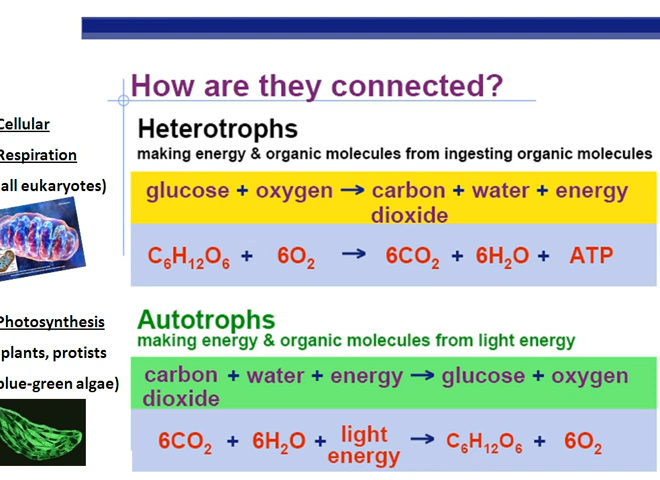 How are they connected?
Cellular
Respiration
all eukaryotes)
Heterotrophs
making energy & organic molecules from ingesting organic molecules
glucose + oxygen → carbon + water + energy
dioxide
C₆H₁₂O₆ + 6O₂ → 6CO₂ + 6H₂O + ATP
Photosynthesis
plants, protists
blue-green algae)
Autotrophs
making energy & organic molecules from light energy
carbon + water + energy → glucose + oxygen
dioxide
6CO₂ + 6H₂O + light energy → C₆H₁₂O₆ + 6O₂